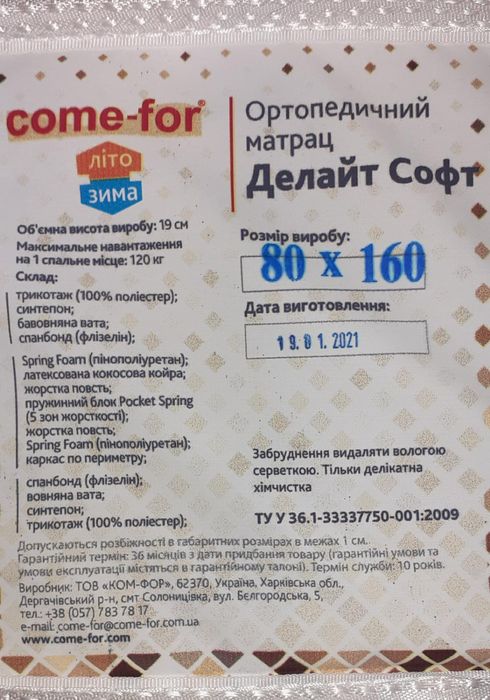 come-for®
літо
зима
Ортопедичний
матрац
Делайт Софт
Об'ємна висота виробу: 19 см
Максимальне навантаження
на 1 спальне місце: 120 кг
Склад:
трикотаж (100% поліестер);
синтепон;
бавовняна вата;
спанбонд (флізелін);
Spring Foam (пінополіуретан);
латексована кокосова койра;
жорстка повсть;
пружинний блок Pocket Spring
(5 зон жорсткості);
жорстка повсть;
Spring Foam (пінополіуретан);
каркас по периметру;
спанбонд (флізелін);
вовняна вата;
синтепон;
трикотаж (100% поліестер);
Розмір виробу:
80 x 160
Дата виготовлення:
19.01.2021
Забруднення видаляти вологою
серветкою. Тільки делікатна
хімчистка
ТУ У 36.1-33337750-001:2009
Допускаються розбіжності в габаритних розмірах в межах 1 см.
Гарантійний термін: 36 місяців з дати придбання товару (гарантійні умови та
умови експлуатації містяться в гарантійному талоні). Термін служби: 10 років.
Виробник: ТОВ «КОМ-ФОР», 62370, Україна, Харківська обл.,
Дергачівський р-н, смт Солоницівка, вул. Бєлгородська, 5,
тел.: +38 (057) 783 78 17
e-mail: come-for@come-for.com.ua
www.come-for.com